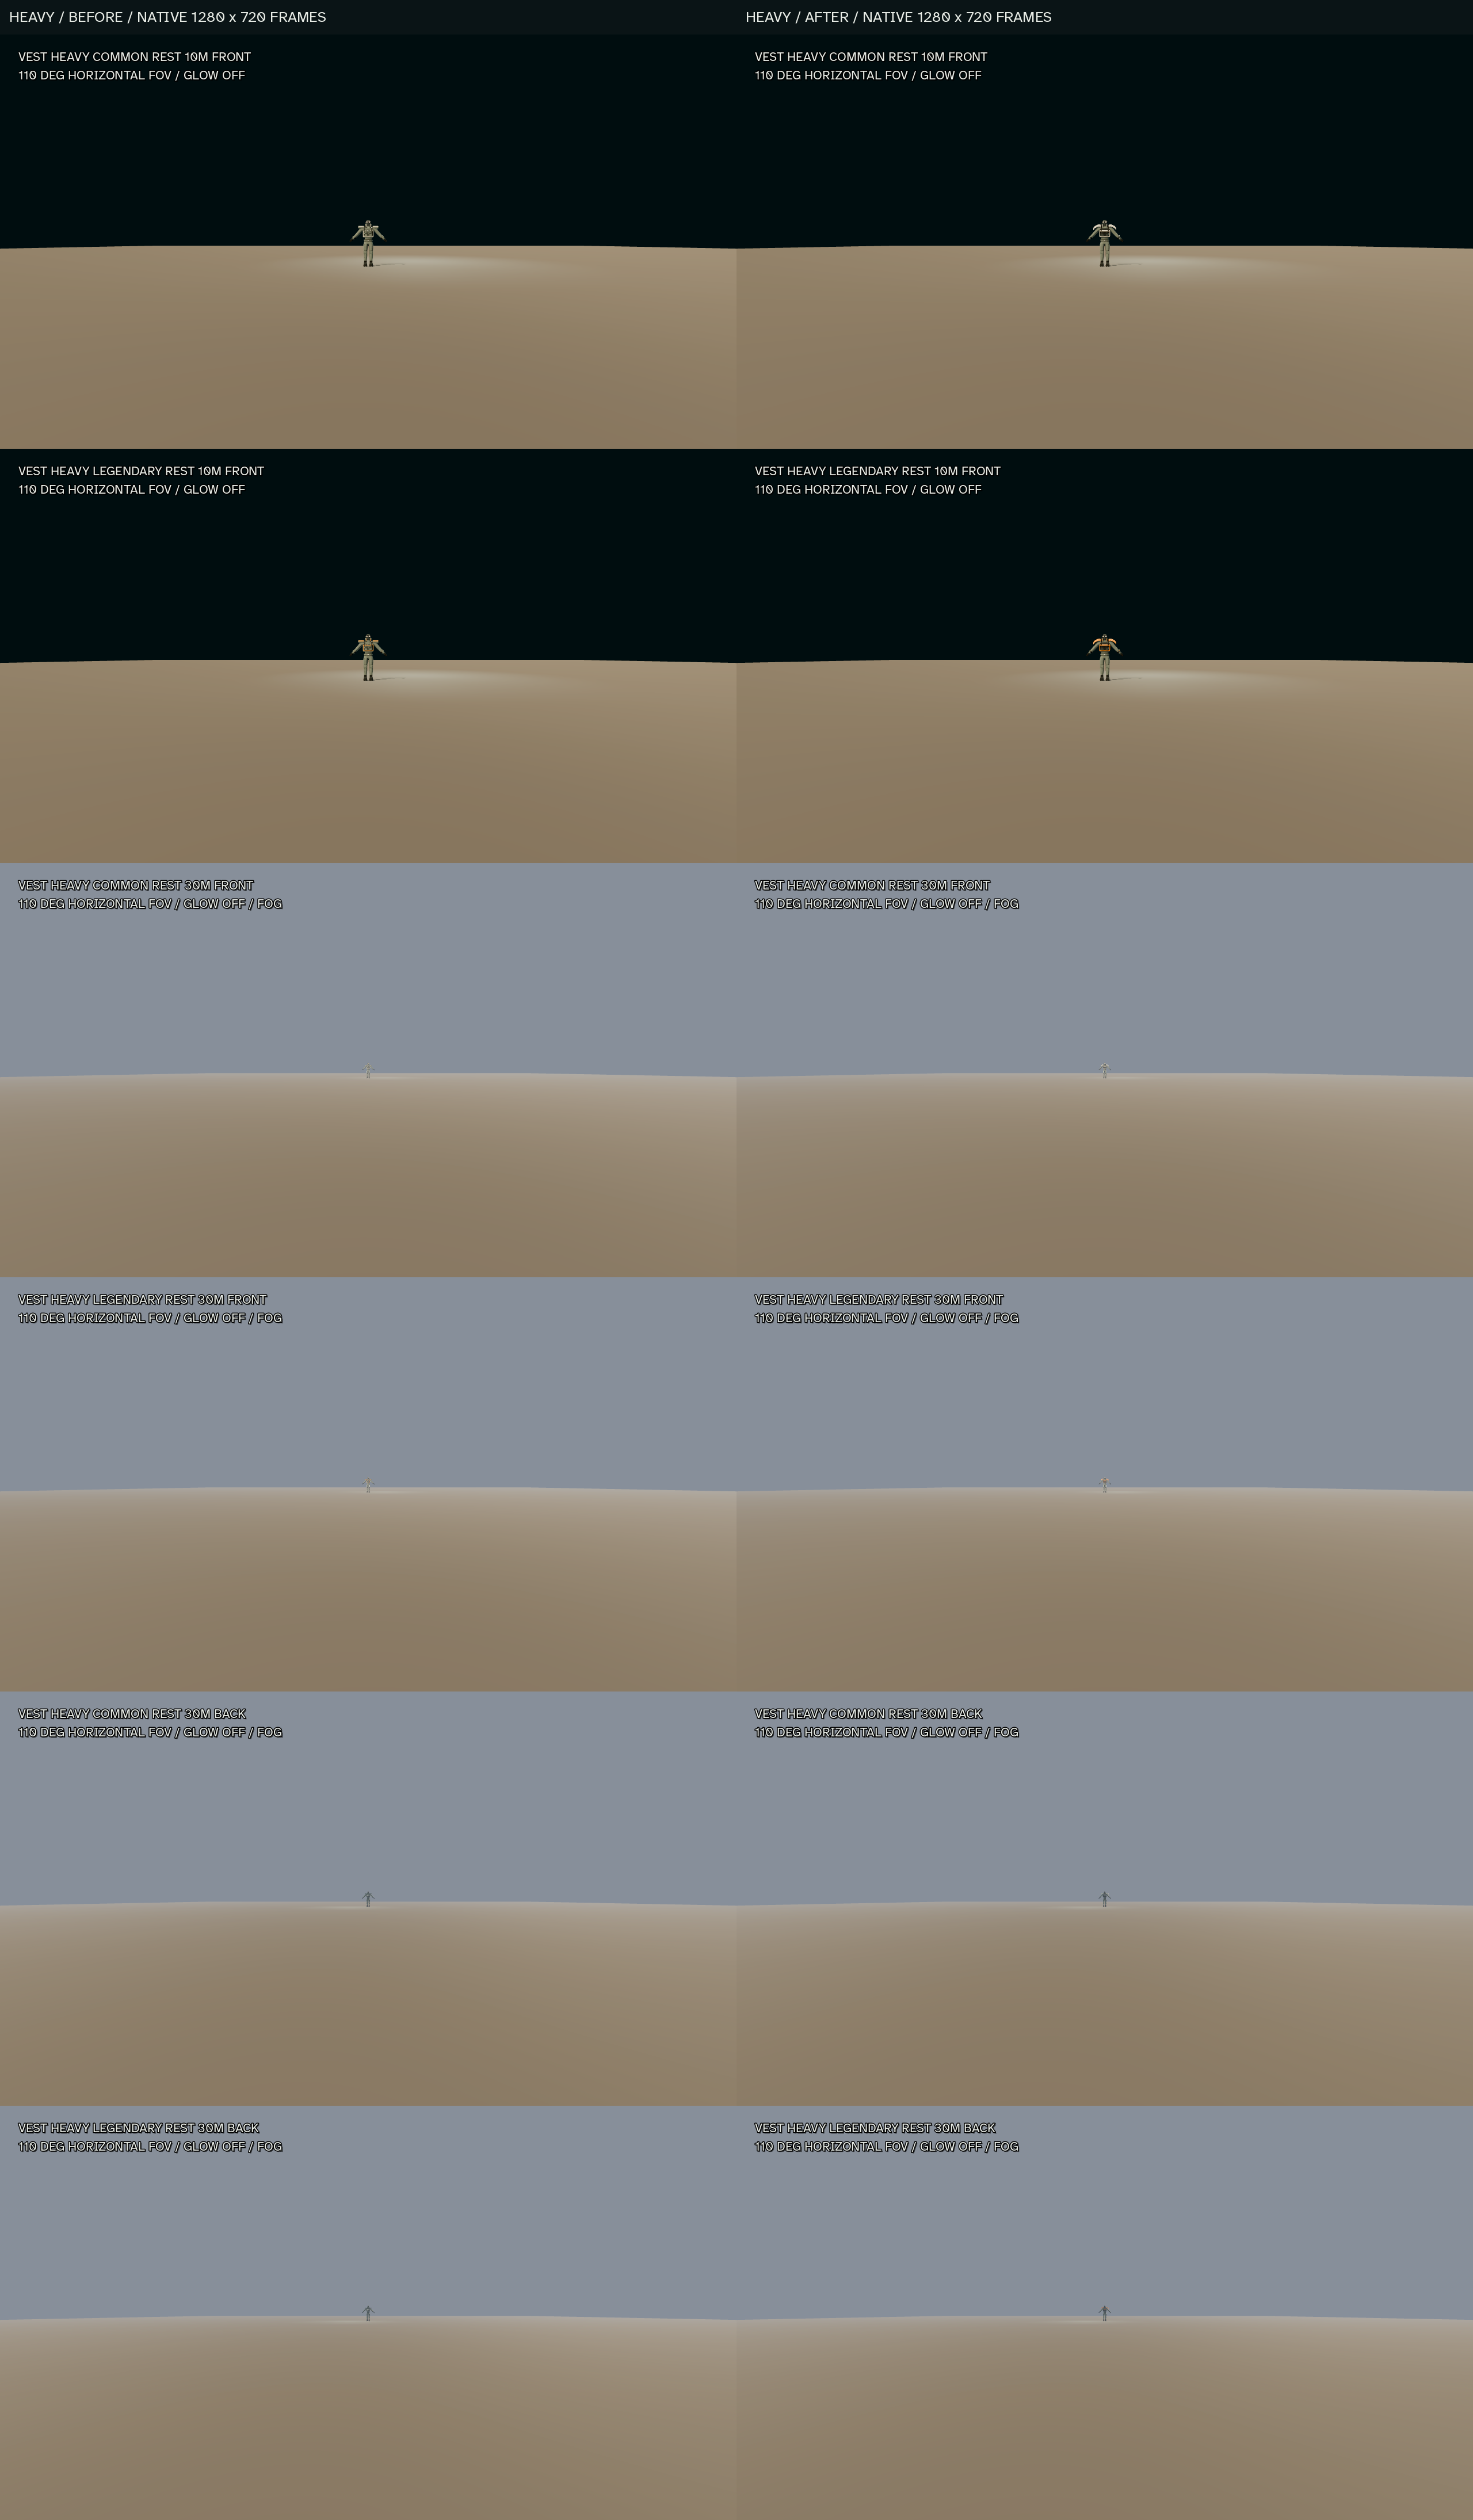 HEAVY / BEFORE / NATIVE 1280 x 720 FRAMES
HEAVY / AFTER / NATIVE 1280 x 720 FRAMES
VEST HEAVY COMMON REST 10M FRONT
110 DEG HORIZONTAL FOV / GLOW OFF
VEST HEAVY COMMON REST 10M FRONT
110 DEG HORIZONTAL FOV / GLOW OFF
VEST HEAVY LEGENDARY REST 10M FRONT
110 DEG HORIZONTAL FOV / GLOW OFF
VEST HEAVY LEGENDARY REST 10M FRONT
110 DEG HORIZONTAL FOV / GLOW OFF
VEST HEAVY COMMON REST 30M FRONT
110 DEG HORIZONTAL FOV / GLOW OFF / FOG
VEST HEAVY COMMON REST 30M FRONT
110 DEG HORIZONTAL FOV / GLOW OFF / FOG
VEST HEAVY LEGENDARY REST 30M FRONT
110 DEG HORIZONTAL FOV / GLOW OFF / FOG
VEST HEAVY LEGENDARY REST 30M FRONT
110 DEG HORIZONTAL FOV / GLOW OFF / FOG
VEST HEAVY COMMON REST 30M BACK
110 DEG HORIZONTAL FOV / GLOW OFF / FOG
VEST HEAVY COMMON REST 30M BACK
110 DEG HORIZONTAL FOV / GLOW OFF / FOG
VEST HEAVY LEGENDARY REST 30M BACK
110 DEG HORIZONTAL FOV / GLOW OFF / FOG
VEST HEAVY LEGENDARY REST 30M BACK
110 DEG HORIZONTAL FOV / GLOW OFF / FOG